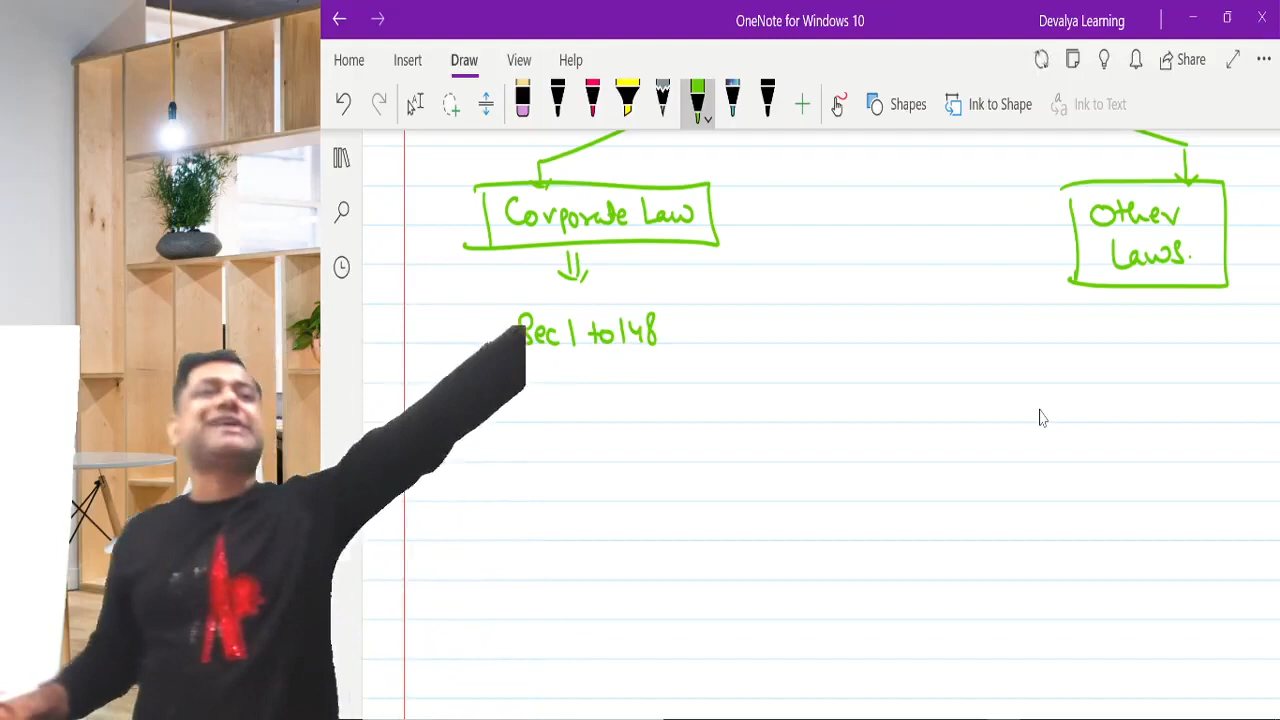 OneNote for Windows 10
Devalya Learning
Home Insert Draw View Help
Share
Shapes
Ink to Shape
Ink to Text
Corporate Law
Other
Laws.
Sec 1 to 148